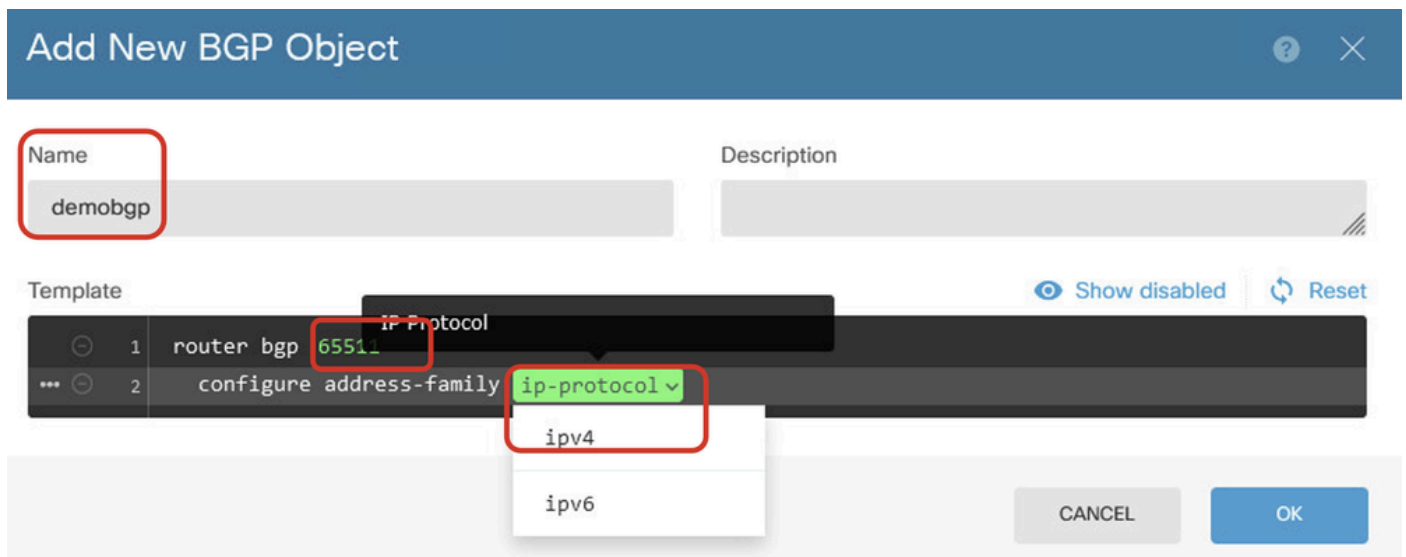 Add New BGP Object
Name
Description
demobgp
Template
Show disabled
Reset
IP Protocol
1 router bgp 65511
2 configure address-family ip-protocol
ipv4
ipv6
CANCEL
OK